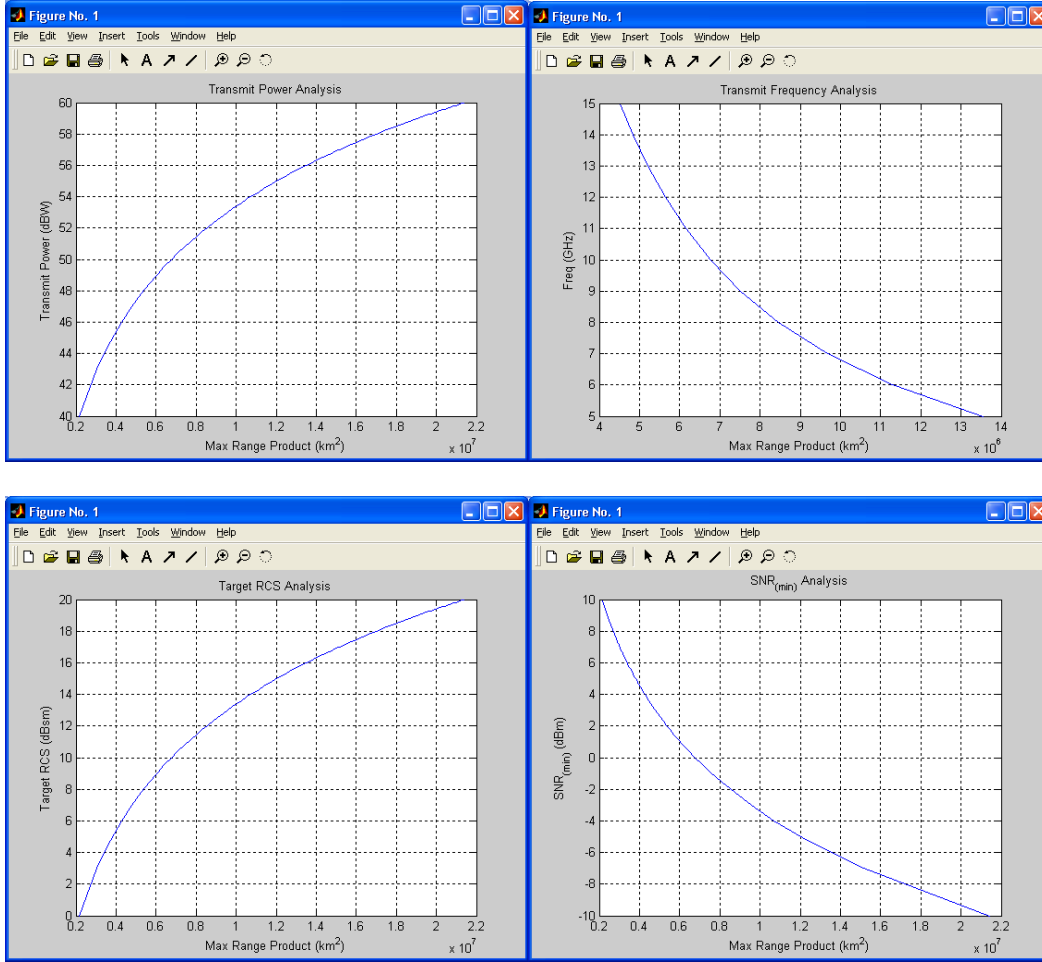 Figure No. 1
File Edit View Insert Tools Window Help
A
Transmit Power Analysis
Transmit Power (dBW)
60
58
56
54
52
50
48
46
44
42
40
0.2 0.4 0.6 0.8 1 1.2 1.4 1.6 1.8 2 2.2
Max Range Product (km²)
x 10⁷
Figure No. 1
File Edit View Insert Tools Window Help
A
Transmit Frequency Analysis
Freq (GHz)
15
14
13
12
11
10
9
8
7
6
5
4 5 6 7 8 9 10 11 12 13 14
Max Range Product (km²)
x 10⁶
Figure No. 1
File Edit View Insert Tools Window Help
A
Target RCS Analysis
Target RCS (dBsm)
20
18
16
14
12
10
8
6
4
2
0
0.2 0.4 0.6 0.8 1 1.2 1.4 1.6 1.8 2 2.2
Max Range Product (km²)
x 10⁷
Figure No. 1
File Edit View Insert Tools Window Help
A
SNR(min) Analysis
SNR(min) (dBm)
10
8
6
4
2
0
-2
-4
-6
-8
-10
0.2 0.4 0.6 0.8 1 1.2 1.4 1.6 1.8 2 2.2
Max Range Product (km²)
x 10⁷